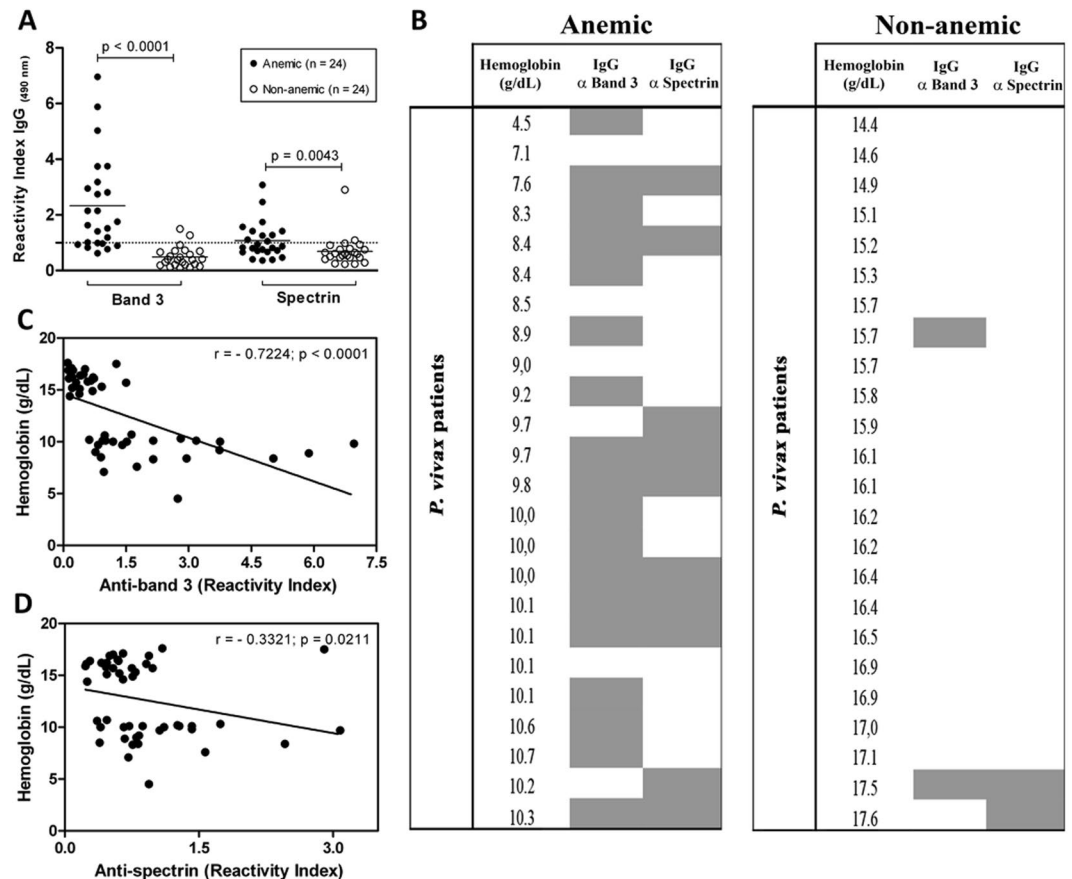 A
Reactivity Index IgG (490 nm)
8
6
4
2
0
p < 0.0001
p = 0.0043
Anemic (n = 24)
Non-anemic (n = 24)
Band 3
Spectrin
C
Hemoglobin (g/dL)
20
15
10
5
0
r = - 0.7224; p < 0.0001
0.0 1.5 3.0 4.5 6.0 7.5
Anti-band 3 (Reactivity Index)
D
Hemoglobin (g/dL)
20
15
10
5
0
r = - 0.3321; p = 0.0211
0.0 1.5 3.0
Anti-spectrin (Reactivity Index)
B
Anemic
Hemoglobin IgG IgG
(g/dL) α Band 3 α Spectrin
P. vivax patients
4.5
7.1
7.6
8.3
8.4
8.4
8.5
8.9
9,0
9.2
9.7
9.7
9.8
10,0
10,0
10,0
10.1
10.1
10.1
10.1
10.6
10.7
10.2
10.3
Non-anemic
Hemoglobin IgG IgG
(g/dL) α Band 3 α Spectrin
P. vivax patients
14.4
14.6
14.9
15.1
15.2
15.3
15.7
15.7
15.7
15.8
15.9
16.1
16.1
16.2
16.2
16.4
16.4
16.5
16.9
16.9
17,0
17.1
17.5
17.6